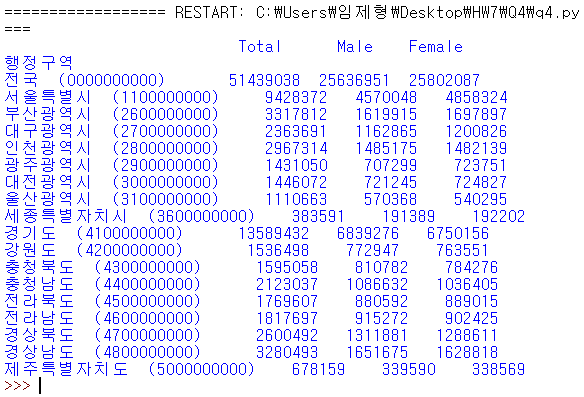 ==================== RESTART: C:\Users\임제형\Desktop\HW7\Q4\q4.py
===
Total Male Female
행정구역
전국 (0000000000) 51439038 25636951 25802087
서울특별시 (1100000000) 9428372 4570048 4858324
부산광역시 (2600000000) 3317812 1619915 1697897
대구광역시 (2700000000) 2363691 1162865 1200826
인천광역시 (2800000000) 2967314 1485175 1482139
광주광역시 (2900000000) 1431050 707299 723751
대전광역시 (3000000000) 1446072 721245 724827
울산광역시 (3100000000) 1110663 570368 540295
세종특별자치시 (3600000000) 383591 191389 192202
경기도 (4100000000) 13589432 6839276 6750156
강원도 (4200000000) 1536498 772947 763551
충청북도 (4300000000) 1595058 810782 784276
충청남도 (4400000000) 2123037 1086632 1036405
전라북도 (4500000000) 1769607 880592 889015
전라남도 (4600000000) 1817697 915272 902425
경상북도 (4700000000) 2600492 1311881 1288611
경상남도 (4800000000) 3280493 1651675 1628818
제주특별자치도 (5000000000) 678159 339590 338569
>>>